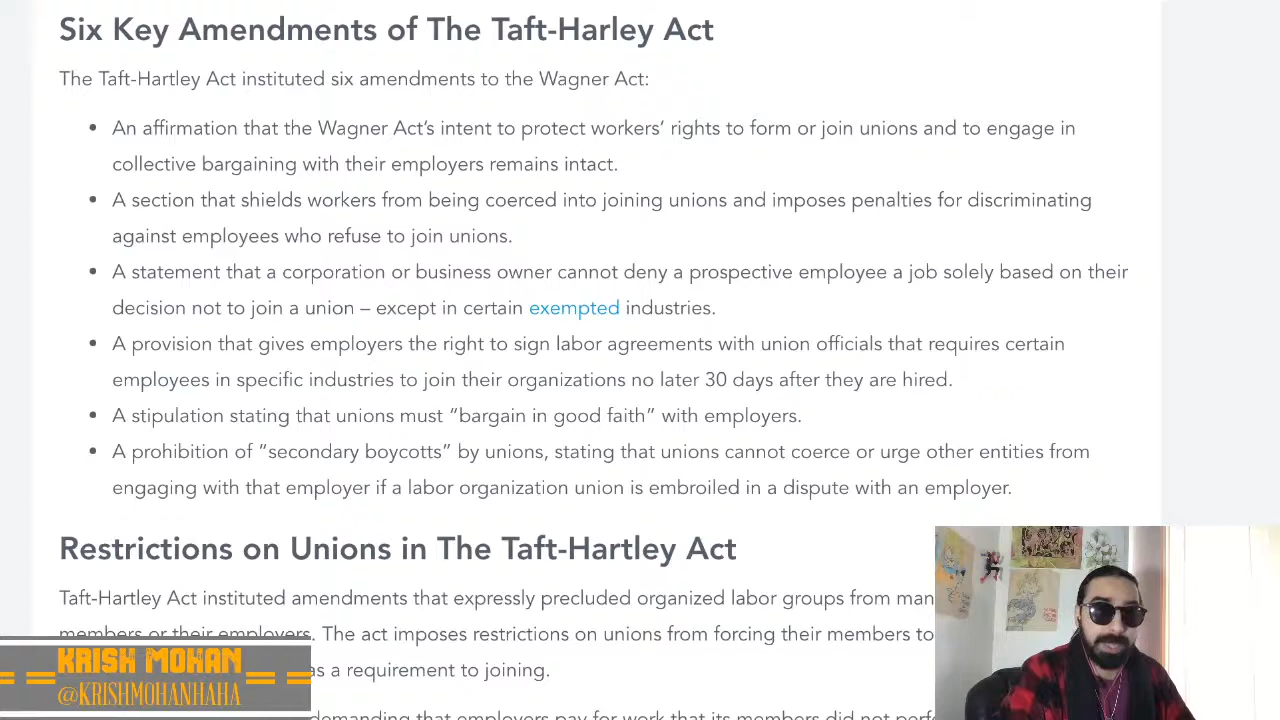 Six Key Amendments of The Taft-Harley Act
The Taft-Hartley Act instituted six amendments to the Wagner Act:
• An affirmation that the Wagner Act’s intent to protect workers’ rights to form or join unions and to engage in
collective bargaining with their employers remains intact.
• A section that shields workers from being coerced into joining unions and imposes penalties for discriminating
against employees who refuse to join unions.
• A statement that a corporation or business owner cannot deny a prospective employee a job solely based on their
decision not to join a union – except in certain exempted industries.
• A provision that gives employers the right to sign labor agreements with union officials that requires certain
employees in specific industries to join their organizations no later 30 days after they are hired.
• A stipulation stating that unions must “bargain in good faith” with employers.
• A prohibition of “secondary boycotts” by unions, stating that unions cannot coerce or urge other entities from
engaging with that employer if a labor organization union is embroiled in a dispute with an employer.
Restrictions on Unions in The Taft-Hartley Act
Taft-Hartley Act instituted amendments that expressly precluded organized labor groups from man
members or their employers. The act imposes restrictions on unions from forcing their members to
as a requirement to joining.
demanding that employers pay for work that its members did not perf
KRISH MOHAN
@KRISHMOHANHAHA